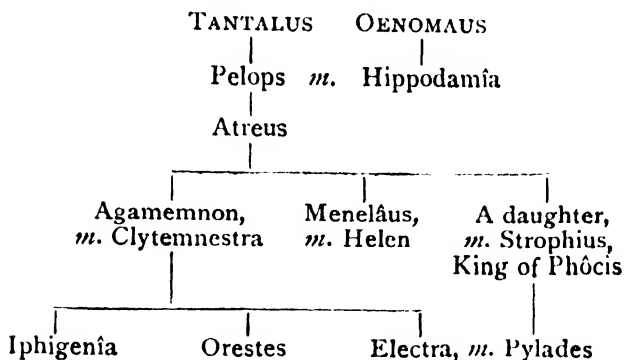 TANTALUS OENOMAUS
Pelops m. Hippodamîa
Atreus
Agamemnon, Menelâus, A daughter,
m. Clytemnestra m. Helen m. Strophius,
King of Phôcis
Iphigenîa Orestes Electra, m. Pylades